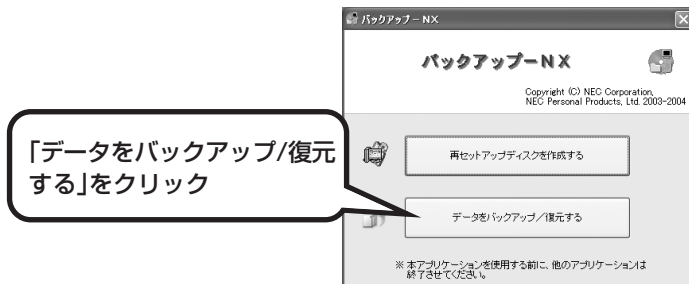 バックアップ - NX
バックアップーNX
Copyright (C) NEC Corporation,
NEC Personal Products, Ltd. 2003-2004
「データをバックアップ/復元
する」をクリック
再セットアップディスクを作成する
データをバックアップ／復元する
※ 本アプリケーションを使用する前に、他のアプリケーションは
終了させてください。